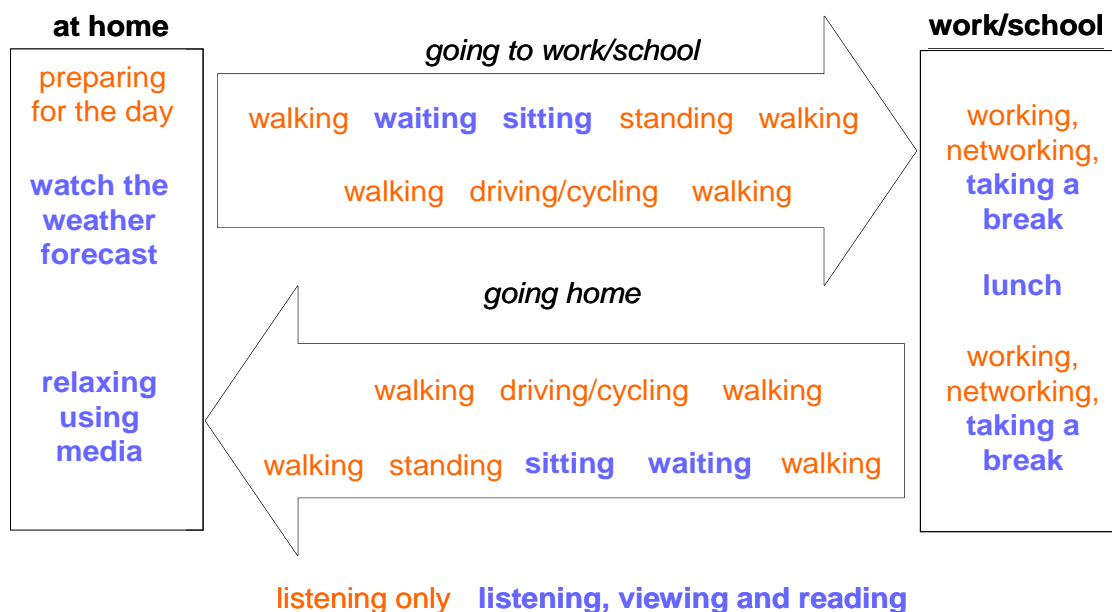 at home
preparing
for the day
watch the
weather
forecast
relaxing
using
media
going to work/school
walking waiting sitting standing walking
walking driving/cycling walking
going home
walking driving/cycling walking
walking standing sitting waiting walking
work/school
working,
networking,
taking a
break
lunch
working,
networking,
taking a
break
listening only listening, viewing and reading